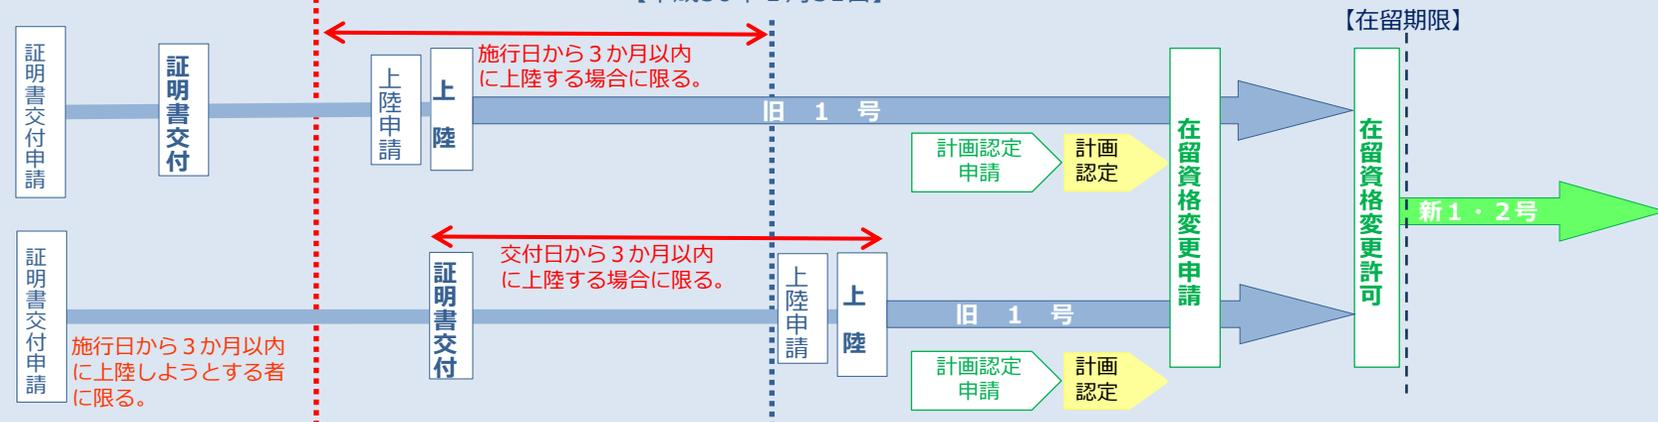 【在留期限】
証明書交付申請
証明書交付
上陸申請
上陸
施行日から３か月以内
に上陸する場合に限る。
旧１号
計画認定
申請
計画
認定
在留資格変更申請
在留資格変更許可
新１・２号
証明書交付申請
施行日から３か月以内
に上陸しようとする者
に限る。
証明書交付
交付日から３か月以内
に上陸する場合に限る。
上陸申請
上陸
旧１号
計画認定
申請
計画
認定